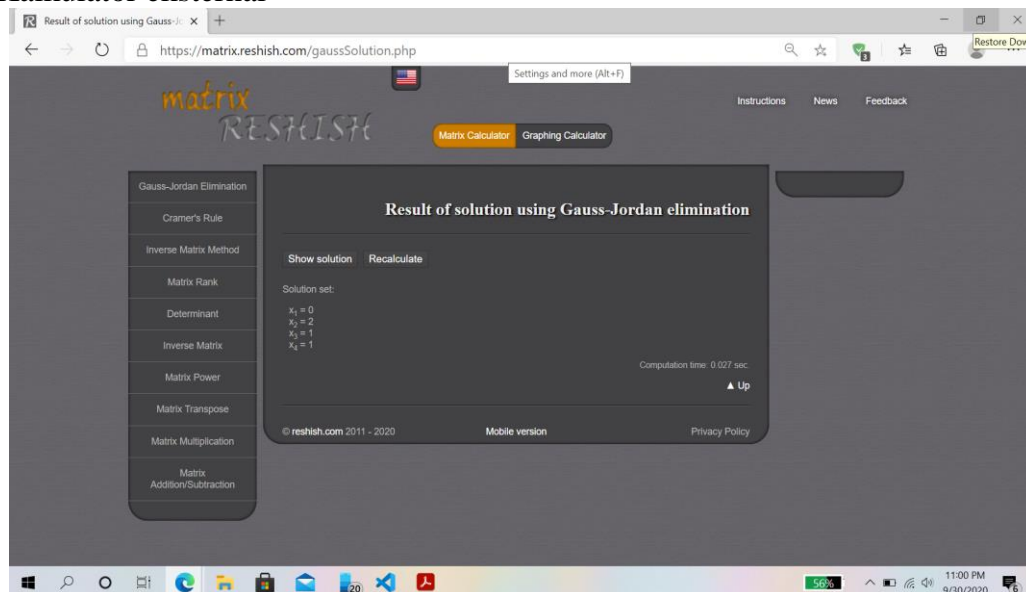 Result of solution using Gauss-Jo
https://matrix.reshish.com/gaussSolution.php
Restore Dow
Settings and more (Alt+F)
matrix
RESHISH
Instructions News Feedback
Matrix Calculator Graphing Calculator
Gauss-Jordan Elimination
Cramer's Rule
Inverse Matrix Method
Matrix Rank
Determinant
Inverse Matrix
Matrix Power
Matrix Transpose
Matrix Multiplication
Matrix
Addition/Subtraction
Result of solution using Gauss-Jordan elimination
Show solution Recalculate
Solution set:
x₁ = 0
x₂ = 2
x₃ = 1
x₄ = 1
Computation time: 0.027 sec.
▲ Up
© reshish.com 2011 - 2020 Mobile version Privacy Policy
20
56%
11:00 PM
9/30/2020
6